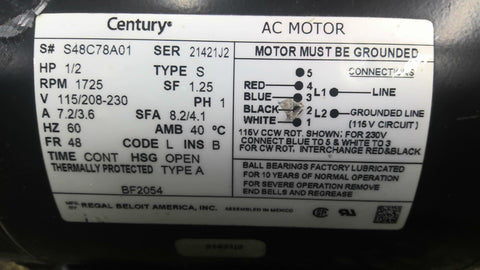 Century®
AC MOTOR
S# S48C78A01 SER 21421J2
MOTOR MUST BE GROUNDED
HP 1/2 TYPE S
RPM 1725 SF 1.25
V 115/208-230 PH 1
A 7.2/3.6 SFA 8.2/4.1
HZ 60 AMB 40 °C
FR 48 CODE L INS B
TIME CONT HSG OPEN
THERMALLY PROTECTED TYPE A
BF2054
MFG. BY REGAL BELOIT AMERICA, INC. ASSEMBLED IN MEXICO
5 CONNECTIONS
RED 4
L1 LINE
BLUE 3
BLACK 2
L2 GROUNDED LINE
WHITE 1
(115 V CIRCUIT)
115V CCW ROT. SHOWN: FOR 230V
CONNECT BLUE TO 5 & WHITE TO 3
FOR CW ROT. INTERCHANGE RED&BLACK
BALL BEARINGS FACTORY LUBRICATED
FOR 10 YEARS OF NORMAL OPERATION
FOR SEVERE OPERATION REMOVE
END BELLS AND REGREASE